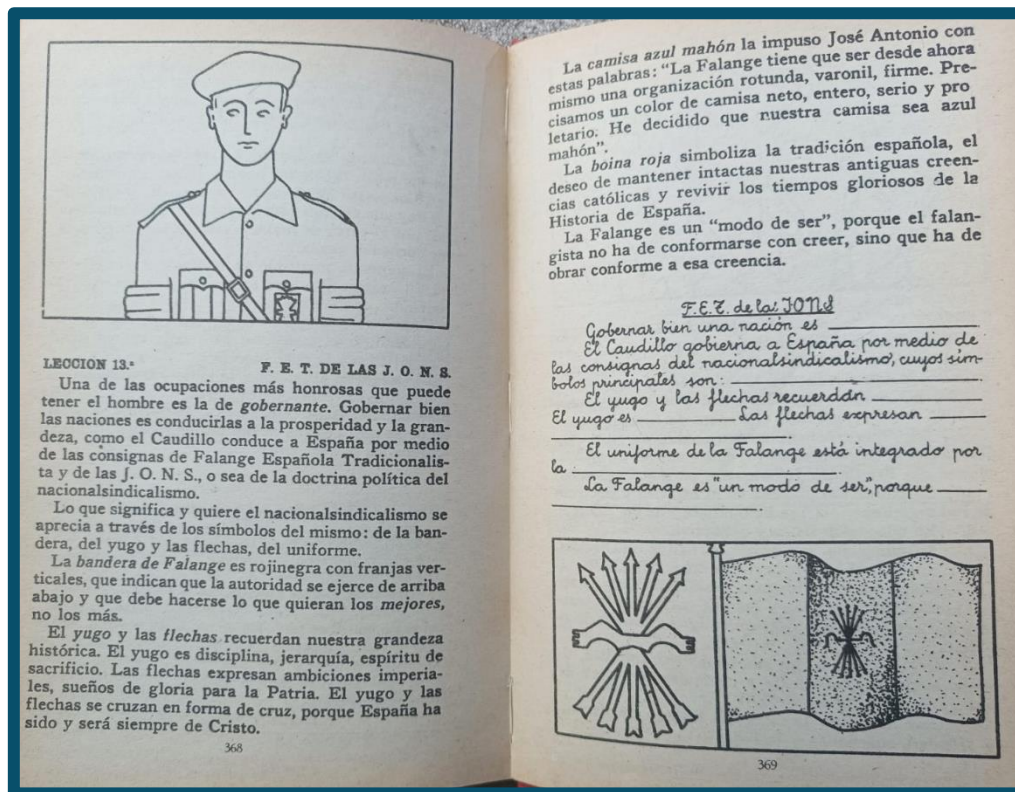 LECCION 13.ª F. E. T. DE LAS J. O. N. S.
Una de las ocupaciones más honrosas que puede
tener el hombre es la de gobernante. Gobernar bien
las naciones es conducirlas a la prosperidad y la gran-
deza, como el Caudillo conduce a España por medio
de las consignas de Falange Española Tradicionalis-
ta y de las J. O. N. S., o sea de la doctrina política del
nacionalsindicalismo.
Lo que significa y quiere el nacionalsindicalismo se
aprecia a través de los símbolos del mismo: de la ban-
dera, del yugo y las flechas, del uniforme.
La bandera de Falange es rojinegra con franjas ver-
ticales, que indican que la autoridad se ejerce de arriba
abajo y que debe hacerse lo que quieran los mejores,
no los más.
El yugo y las flechas recuerdan nuestra grandeza
histórica. El yugo es disciplina, jerarquía, espíritu de
sacrificio. Las flechas expresan ambiciones imperia-
les, sueños de gloria para la Patria. El yugo y las
flechas se cruzan en forma de cruz, porque España ha
sido y será siempre de Cristo.
368
La camisa azul mahón la impuso José Antonio con
estas palabras: "La Falange tiene que ser desde ahora
mismo una organización rotunda, varonil, firme. Pre-
cisamos un color de camisa neto, entero, serio y pro
letario. He decidido que nuestra camisa sea azul
mahón".
La boina roja simboliza la tradición española, el
deseo de mantener intactas nuestras antiguas creen-
cias católicas y revivir los tiempos gloriosos de la
Historia de España.
La Falange es un "modo de ser", porque el falan-
gista no ha de conformarse con creer, sino que ha de
obrar conforme a esa creencia.
F.E.T. de las JONS
Gobernar bien una nación es
El Caudillo gobierna a España por medio de
las consignas del nacionalsindicalismo, cuyos sím-
bolos principales son:
El yugo y las flechas recuerdan
El yugo es Las flechas expresan
El uniforme de la Falange está integrado por
la
La Falange es "un modo de ser", porque
369